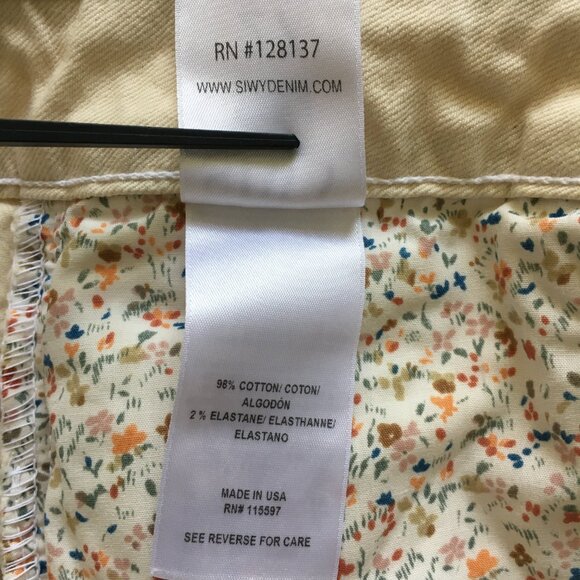 RN #128137
WWW.SIWYDENIM.COM
98% COTTON/ COTON/
ALGODÓN
2 % ELASTANE/ ELASTHANNE/
ELASTANO
MADE IN USA
RN# 115597
SEE REVERSE FOR CARE